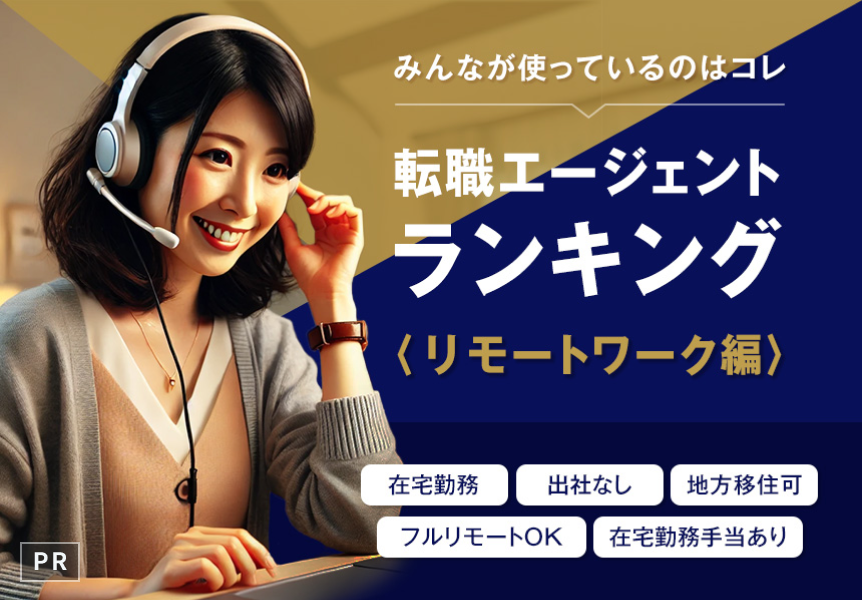 みんなが使っているのはコレ
転職エージェント
ランキング
〈リモートワーク編〉
在宅勤務 出社なし 地方移住可
フルリモートOK 在宅勤務手当あり
PR